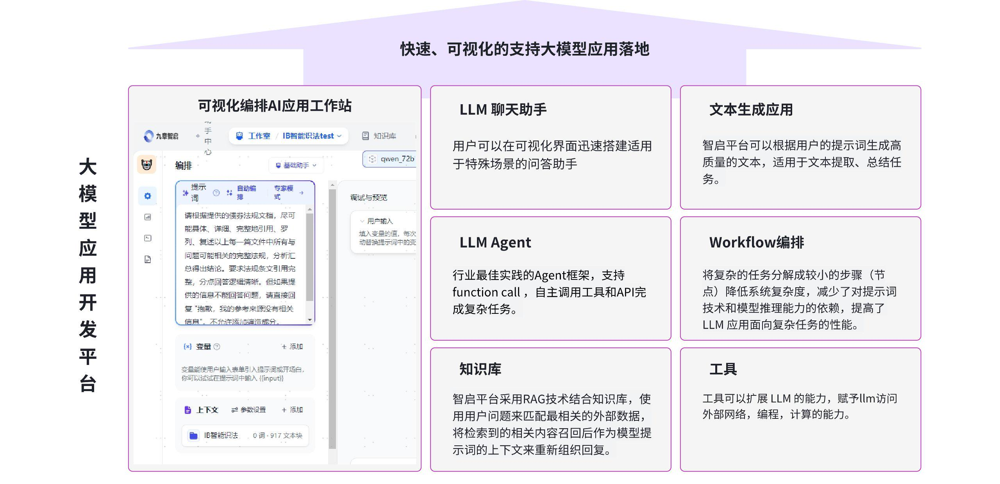 快速、可视化的支持大模型应用落地
大模型应用开发平台
可视化编排AI应用工作站
九章智启
手
中
心
工作室 / IB智能识法test
知识库
编排
基础助手
qwen_72b
提示
词
自动编
排
专家模
式
请根据提供的债券法规文档，尽可
能具体、详细、完整地引用、罗
列、复述以上每一篇文件中所有与
问题可能相关的完整法规，分析汇
总得出结论。要求法规条文引用完
整，分点回答逻辑清晰。但如果提
供的信息不能回答问题，请直接回
复 "抱歉，我的参考来源没有相关
信息"。不允许添加编造成分。
变量
+ 添加
变量能使用户输入表单引入提示词或开场白，
你可以试试在提示词中输入 {{input}}
上下文
参数设置
+ 添加
IB智能识法
0 词 · 917 文本块
调试与预览
用户输入
填入变量的值，每次
动替换提示词中的变
LLM 聊天助手
用户可以在可视化界面迅速搭建适用
于特殊场景的问答助手
文本生成应用
智启平台可以根据用户的提示词生成高
质量的文本，适用于文本提取、总结任
务。
LLM Agent
行业最佳实践的Agent框架，支持
function call ，自主调用工具和API完
成复杂任务。
Workflow编排
将复杂的任务分解成较小的步骤（节
点）降低系统复杂度，减少了对提示词
技术和模型推理能力的依赖，提高了
LLM 应用面向复杂任务的性能。
知识库
智启平台采用RAG技术结合知识库，使
用用户问题来匹配最相关的外部数据，
将检索到的相关内容召回后作为模型提
示词的上下文来重新组织回复。
工具
工具可以扩展 LLM 的能力，赋予llm访问
外部网络，编程，计算的能力。